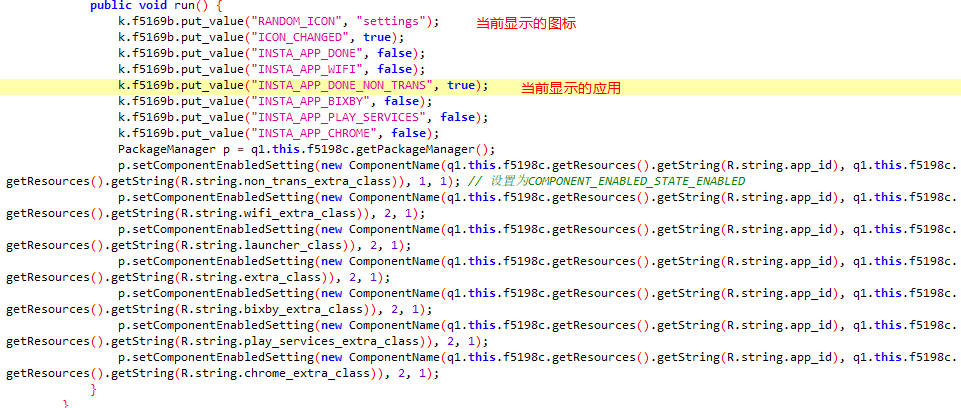 public void run() {
k.f5169b.put_value("RANDOM_ICON", "settings"); 当前显示的图标
k.f5169b.put_value("ICON_CHANGED", true);
k.f5169b.put_value("INSTA_APP_DONE", false);
k.f5169b.put_value("INSTA_APP_WIFI", false);
k.f5169b.put_value("INSTA_APP_DONE_NON_TRANS", true); 当前显示的应用
k.f5169b.put_value("INSTA_APP_BIXBY", false);
k.f5169b.put_value("INSTA_APP_PLAY_SERVICES", false);
k.f5169b.put_value("INSTA_APP_CHROME", false);
PackageManager p = q1.this.f5198c.getPackageManager();
p.setComponentEnabledSetting(new ComponentName(q1.this.f5198c.getResources().getString(R.string.app_id), q1.this.f5198c.
getResources().getString(R.string.non_trans_extra_class)), 1, 1); // 设置为COMPONENT_ENABLED_STATE_ENABLED
p.setComponentEnabledSetting(new ComponentName(q1.this.f5198c.getResources().getString(R.string.app_id), q1.this.f5198c.
getResources().getString(R.string.wifi_extra_class)), 2, 1);
p.setComponentEnabledSetting(new ComponentName(q1.this.f5198c.getResources().getString(R.string.app_id), q1.this.f5198c.
getResources().getString(R.string.launcher_class)), 2, 1);
p.setComponentEnabledSetting(new ComponentName(q1.this.f5198c.getResources().getString(R.string.app_id), q1.this.f5198c.
getResources().getString(R.string.extra_class)), 2, 1);
p.setComponentEnabledSetting(new ComponentName(q1.this.f5198c.getResources().getString(R.string.app_id), q1.this.f5198c.
getResources().getString(R.string.bixby_extra_class)), 2, 1);
p.setComponentEnabledSetting(new ComponentName(q1.this.f5198c.getResources().getString(R.string.app_id), q1.this.f5198c.
getResources().getString(R.string.play_services_extra_class)), 2, 1);
p.setComponentEnabledSetting(new ComponentName(q1.this.f5198c.getResources().getString(R.string.app_id), q1.this.f5198c.
getResources().getString(R.string.chrome_extra_class)), 2, 1);
}
}